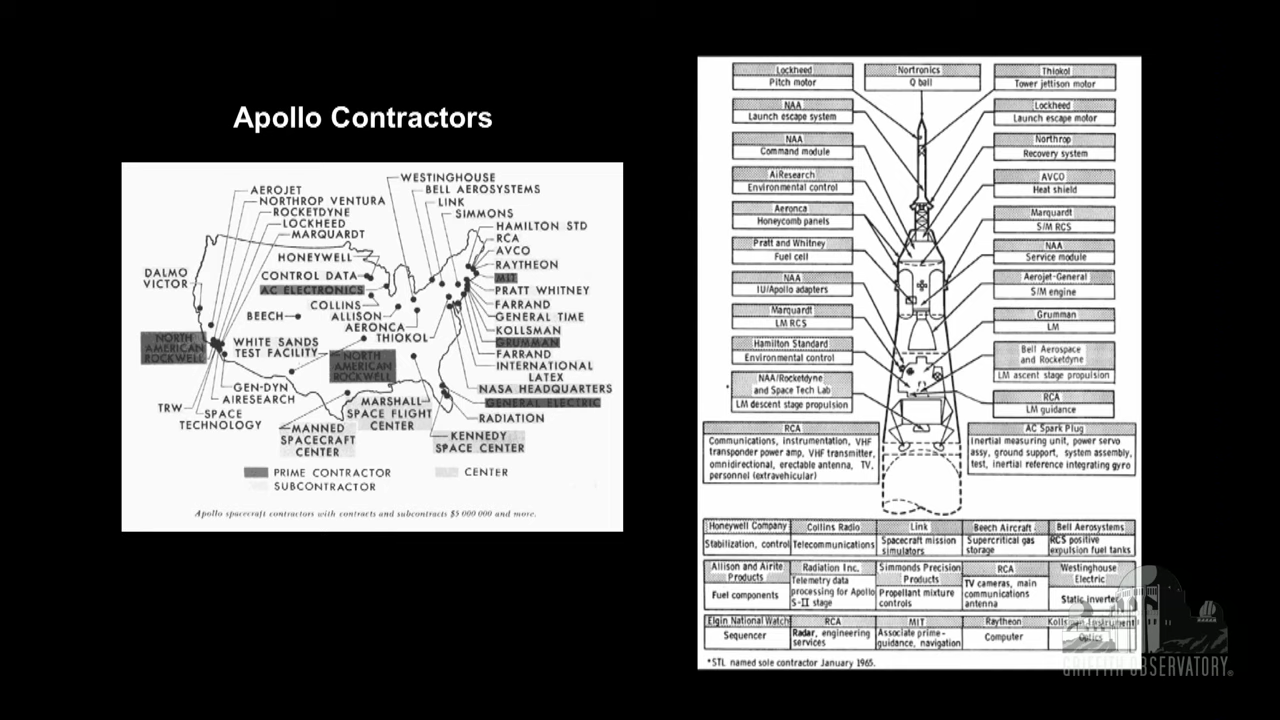 Apollo Contractors
WESTINGHOUSE
BELL AEROSYSTEMS
LINK
SIMMONS
AEROJET
NORTHROP VENTURA
ROCKETDYNE
LOCKHEED
MARQUARDT
HAMILTON STD
RCA
AVCO
RAYTHEON
MIT
PRATT WHITNEY
FARRAND
GENERAL TIME
KOLLSMAN
GRUMMAN
FARRAND
INTERNATIONAL
LATEX
NASA HEADQUARTERS
GENERAL ELECTRIC
RADIATION
HONEYWELL
CONTROL DATA
AC ELECTRONICS
COLLINS
ALLISON
AERONCA
THIOKOL
BEECH
DALMO
VICTOR
NORTH
AMERICAN
ROCKWELL
WHITE SANDS
TEST FACILITY
NORTH
AMERICAN
ROCKWELL
GEN-DYN
AIRESEARCH
TRW
SPACE
TECHNOLOGY
MARSHALL
SPACE FLIGHT
CENTER
MANNED
SPACECRAFT
CENTER
KENNEDY
SPACE CENTER
PRIME CONTRACTOR
SUBCONTRACTOR
CENTER
Apollo spacecraft contractors with contracts and subcontracts $5 000 000 and more.
Lockheed
Pitch motor
Nortronics
Q ball
Thiokol
Tower jettison motor
NAA
Launch escape system
Lockheed
Launch escape motor
NAA
Command module
Northrop
Recovery system
AiResearch
Environmental control
AVCO
Heat shield
Aeronca
Honeycomb panels
Marquardt
S/M RCS
Pratt and Whitney
Fuel cell
NAA
Service module
NAA
IU/Apollo adapters
Aerojet-General
S/M engine
Marquardt
LM RCS
Grumman
LM
Hamilton Standard
Environmental control
Bell Aerospace
and Rocketdyne
LM ascent stage propulsion
NAA/Rocketdyne
and Space Tech Lab
LM descent stage propulsion
*
RCA
LM guidance
RCA
Communications, instrumentation, VHF
transponder power amp, VHF transmitter,
omnidirectional, erectable antenna, TV,
personnel (extravehicular)
AC Spark Plug
Inertial measuring unit, power servo
assy, ground support, system assembly,
test, inertial reference integrating gyro
Honeywell Company
Stabilization, control
Collins Radio
Telecommunications
Link
Spacecraft mission
simulators
Beech Aircraft
Supercritical gas
storage
Bell Aerosystems
RCS positive
expulsion fuel tanks
Allison and Airite
Products
Fuel components
Radiation Inc.
Telemetry data
processing for Apollo
S-II stage
Simmonds Precision
Products
Propellant mixture
controls
RCA
TV cameras, main
communications
antenna
Westinghouse
Electric
Static inverter
Elgin National Watch
Sequencer
RCA
Radar, engineering
services
MIT
Associate prime-
guidance, navigation
Raytheon
Computer
Kollsman Instrument
Optics
*STL named sole contractor January 1965.
GRIFFITH OBSERVATORY®